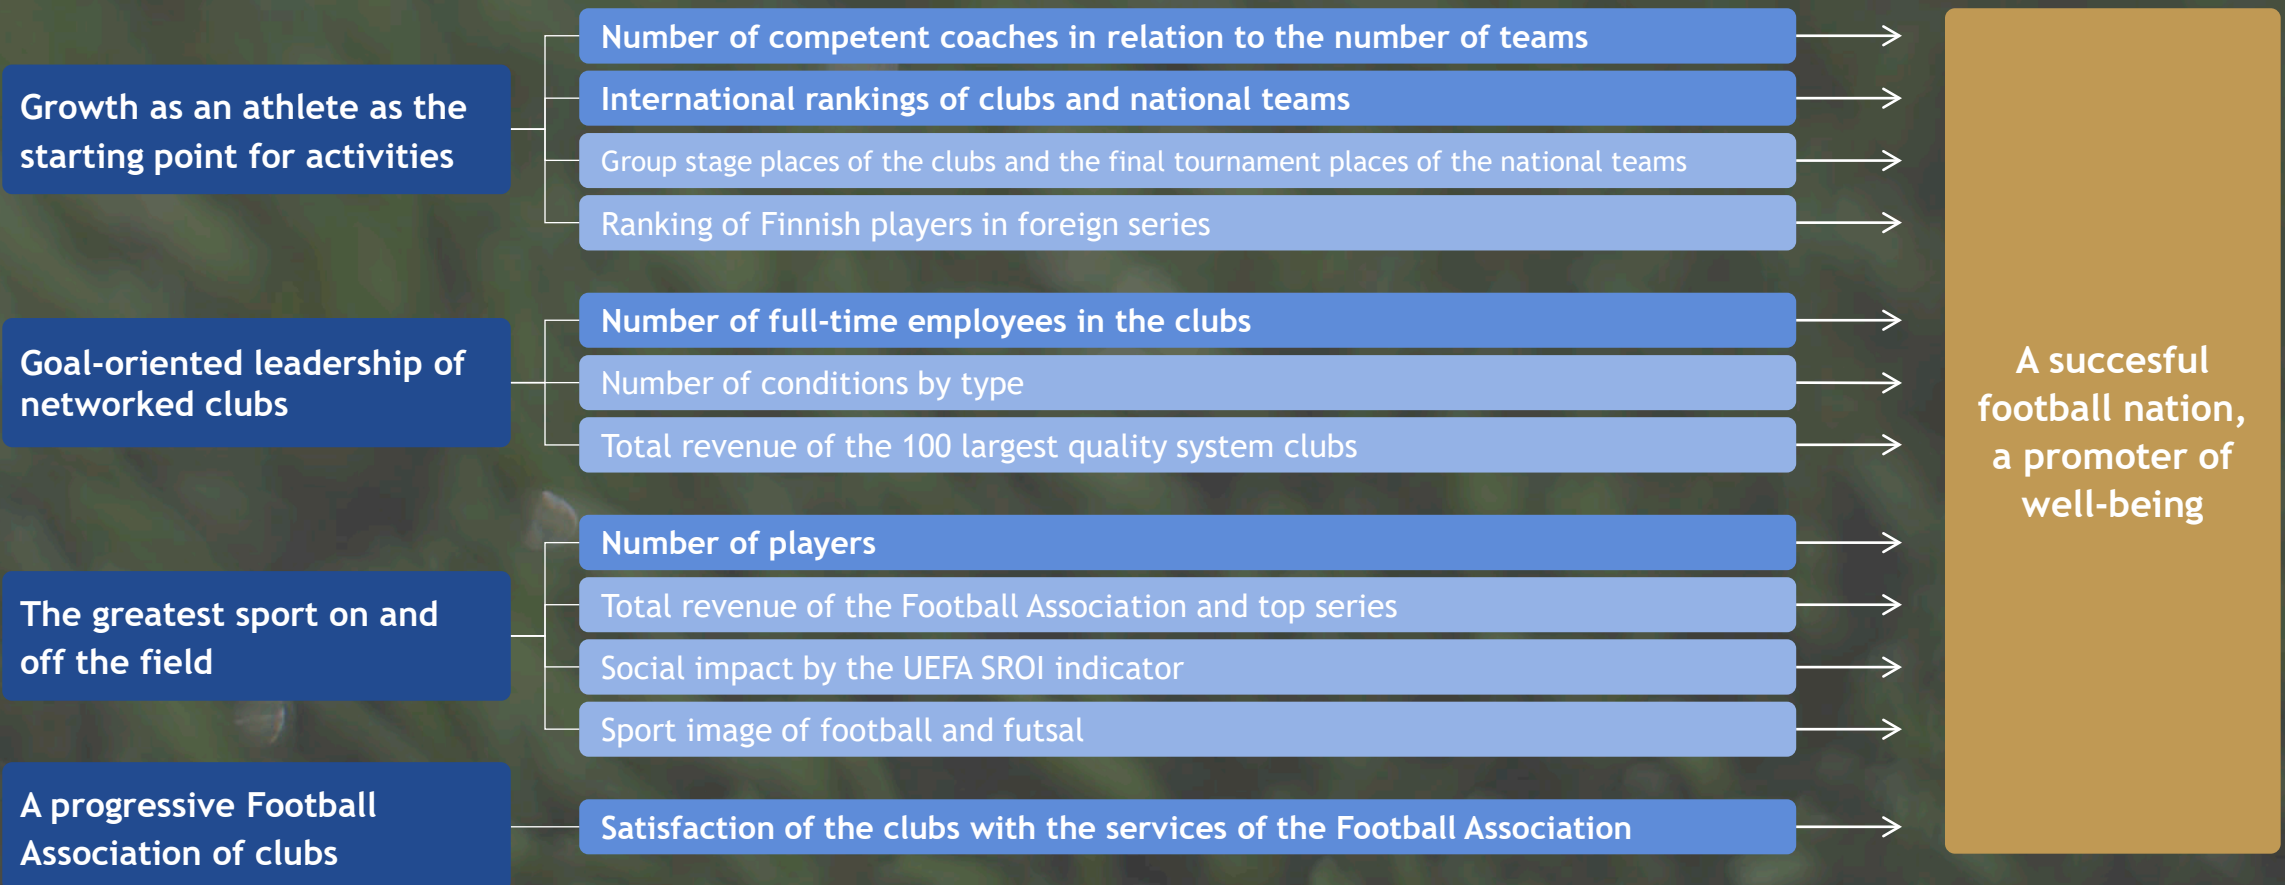 Growth as an athlete as the
starting point for activities
Number of competent coaches in relation to the number of teams
International rankings of clubs and national teams
Group stage places of the clubs and the final tournament places of the national teams
Ranking of Finnish players in foreign series
Goal-oriented leadership of
networked clubs
Number of full-time employees in the clubs
Number of conditions by type
Total revenue of the 100 largest quality system clubs
The greatest sport on and
off the field
Number of players
Total revenue of the Football Association and top series
Social impact by the UEFA SROI indicator
Sport image of football and futsal
A progressive Football
Association of clubs
Satisfaction of the clubs with the services of the Football Association
A succesful
football nation,
a promoter of
well-being